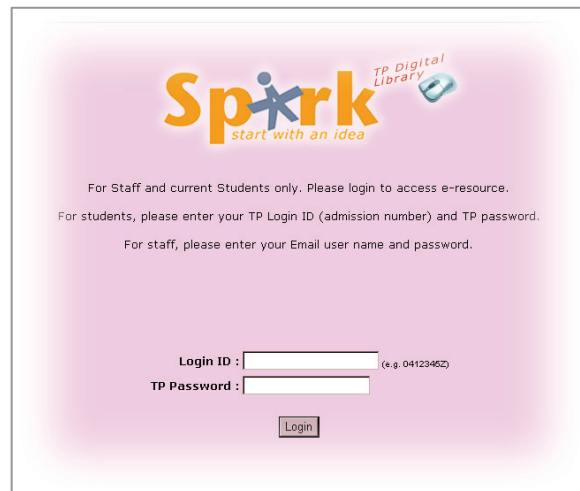 TP Digital
Library
Spark
start with an idea
For Staff and current Students only. Please login to access e-resource.
For students, please enter your TP Login ID (admission number) and TP password.
For staff, please enter your Email user name and password.
Login ID : (e.g. 0412345Z)
TP Password :
Login